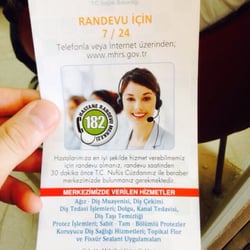 T.C. Sağlık Bakanlığı
RANDEVU İÇİN
7 / 24
Telefonla veya İnternet üzerinden;
www.mhrs.gov.tr
HASTANE RANDEVU MERKEZİ
182
Hastalarımıza en iyi şekilde hizmet verebilmemiz
için randevu almanız, randevu saatinden
30 dakika önce T.C. Nüfus Cüzdanınız ile beraber
merkezimizde bulunmanız gerekmektedir.
MERKEZİMİZDE VERİLEN HİZMETLER
Ağız - Diş Muayenesi, Diş Çekimi
Diş Tedavi İşlemleri; Dolgu, Kanal Tedavisi,
Diş Taşı Temizliği
Protez İşlemleri; Sabit - Tam - Bölümlü Protezler
Koruyucu Diş Sağlığı Hizmetleri; Topikal Flor
ve Fissür Sealant Uygulamaları